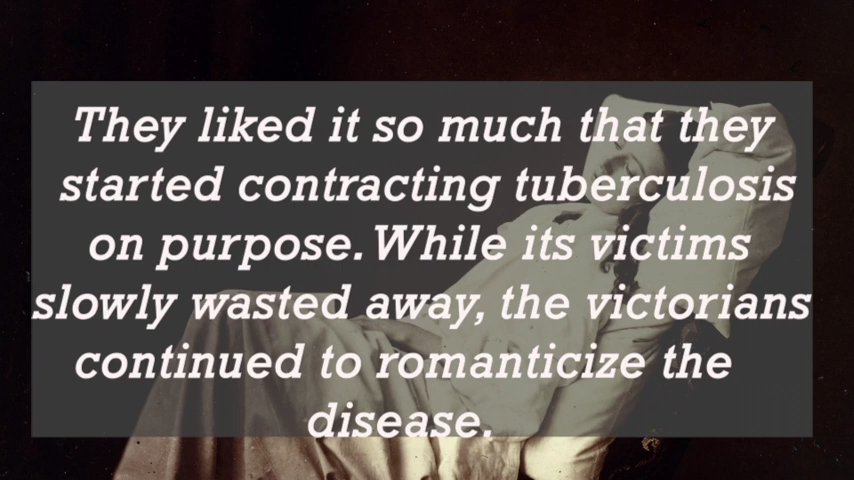 They liked it so much that they
started contracting tuberculosis
on purpose. While its victims
slowly wasted away, the victorians
continued to romanticize the
disease.